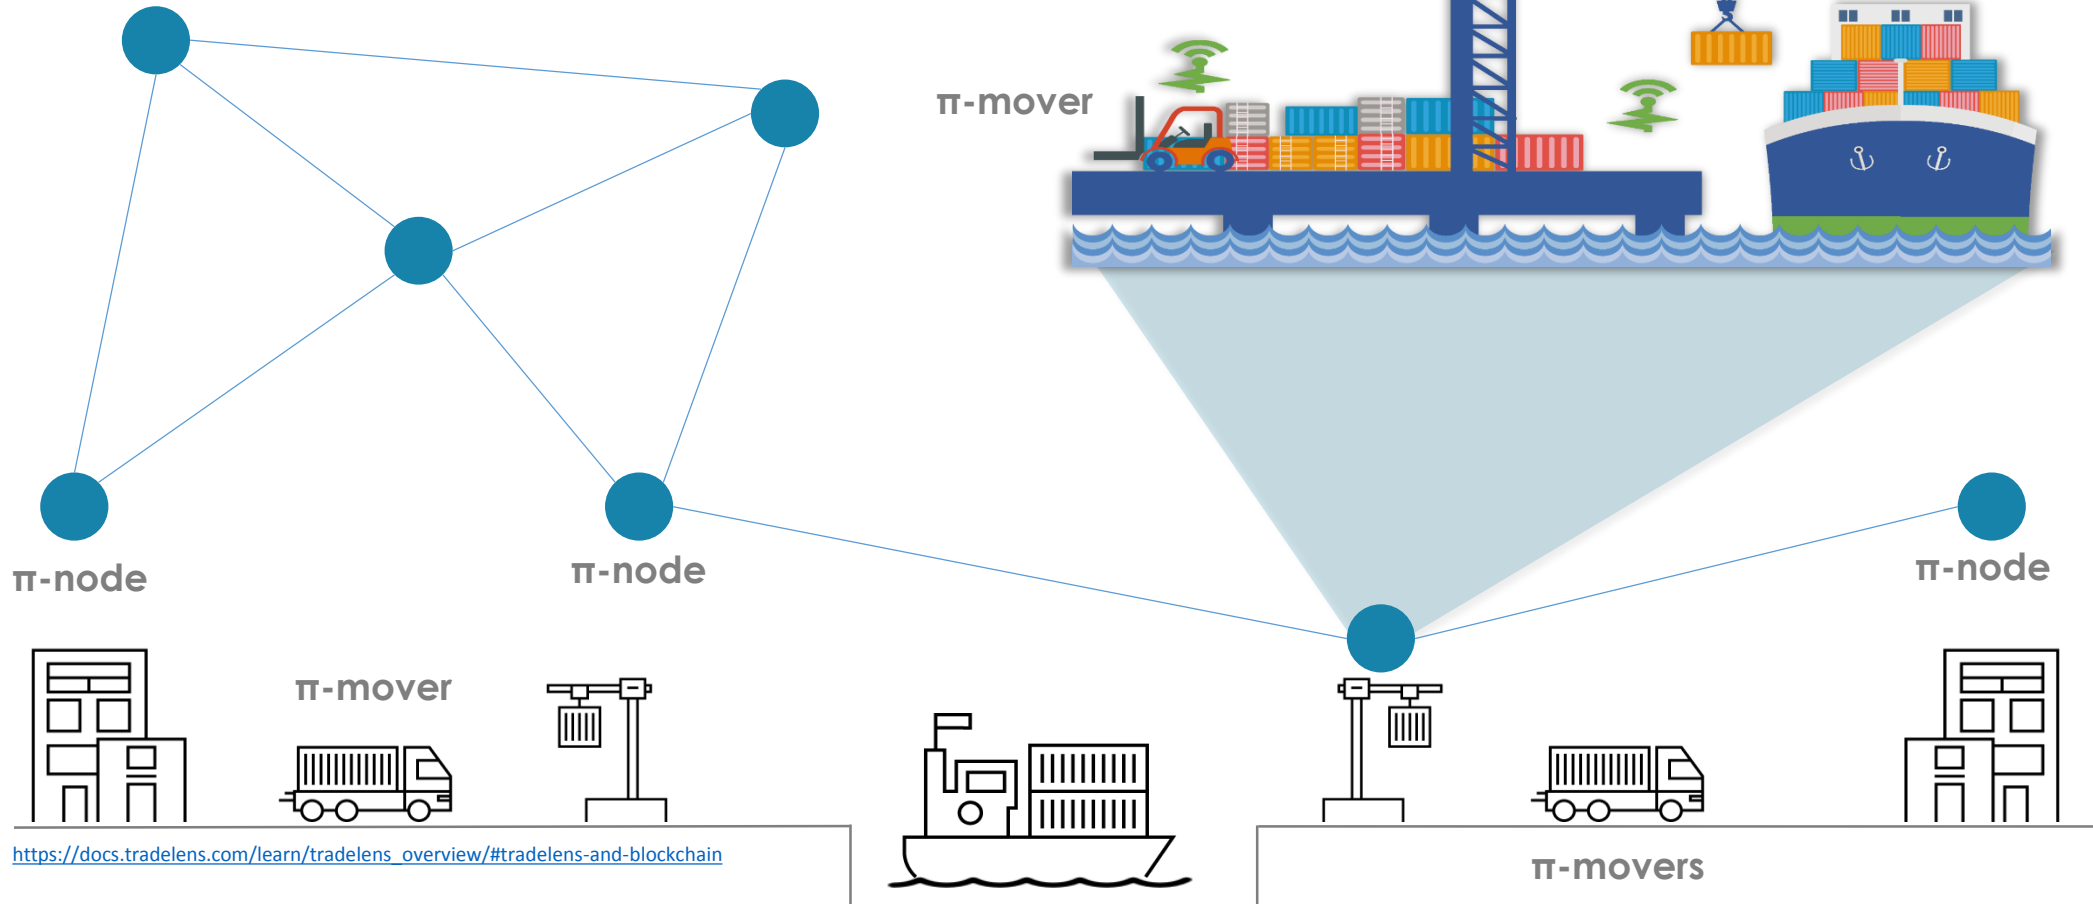 π-mover
π-node
π-node
π-node
π-mover
https://docs.tradelens.com/learn/tradelens_overview/#tradelens-and-blockchain
π-movers